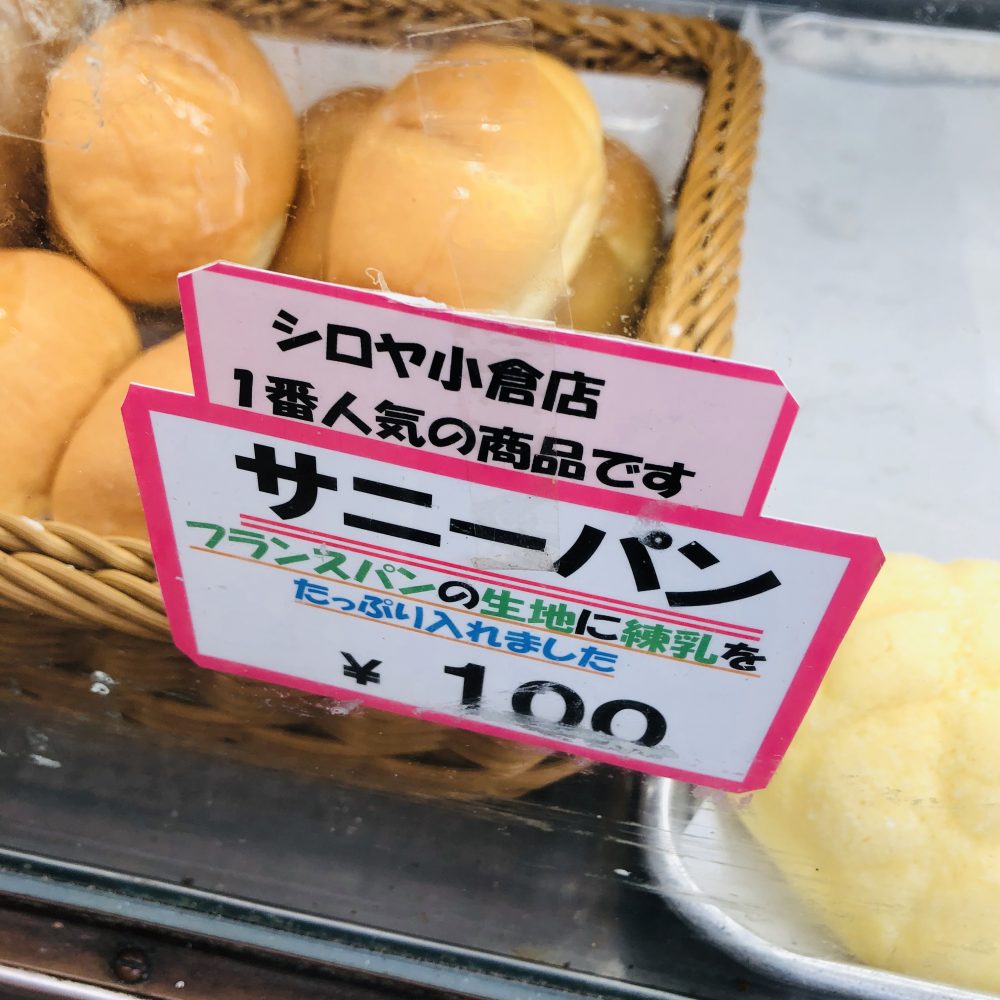 シロヤ小倉店
1番人気の商品です
サニーパン
フランスパンの生地に練乳を
たっぷり入れました
¥ 100